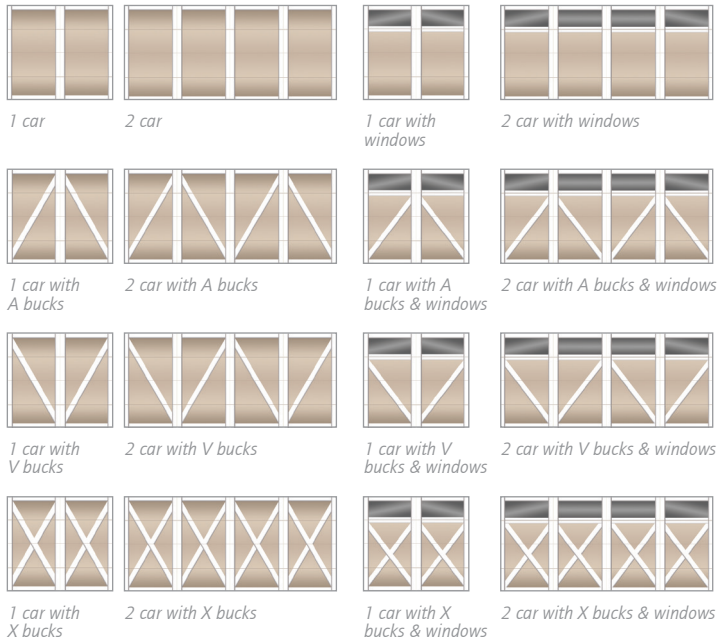 1 car
2 car
1 car with
windows
2 car with windows
1 car with
A bucks
2 car with A bucks
1 car with A
bucks & windows
2 car with A bucks & windows
1 car with
V bucks
2 car with V bucks
1 car with V
bucks & windows
2 car with V bucks & windows
1 car with
X bucks
2 car with X bucks
1 car with X
bucks & windows
2 car with X bucks & windows